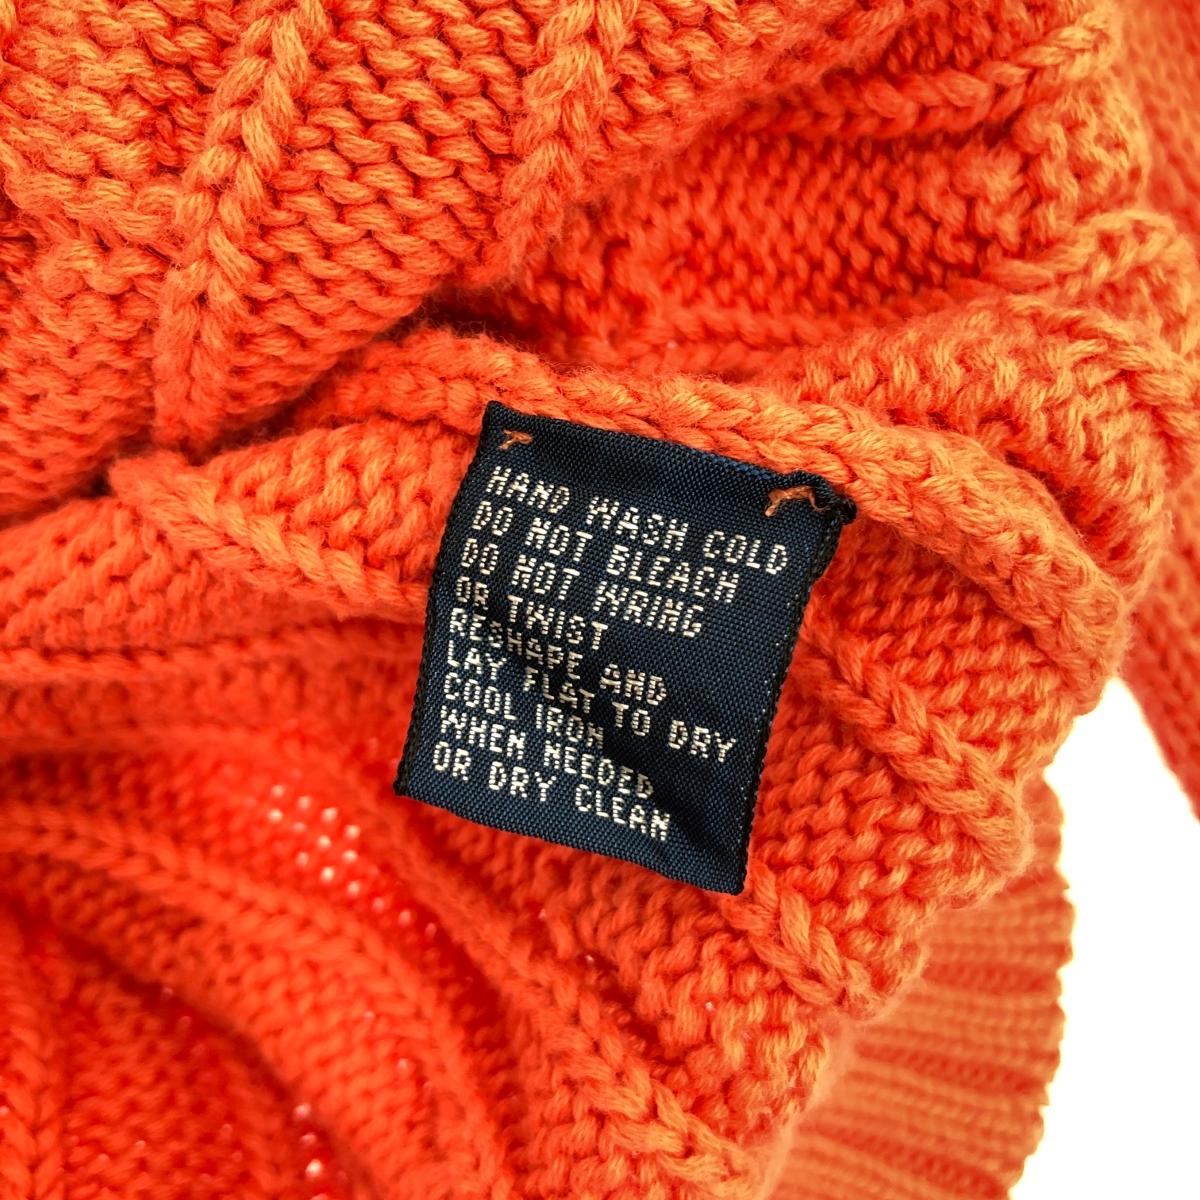 HAND WASH COLD
DO NOT BLEACH
DO NOT WRING
OR TWIST
RESHAPE AND
LAY FLAT TO DRY
COOL IRON
WHEN NEEDED
OR DRY CLEAN